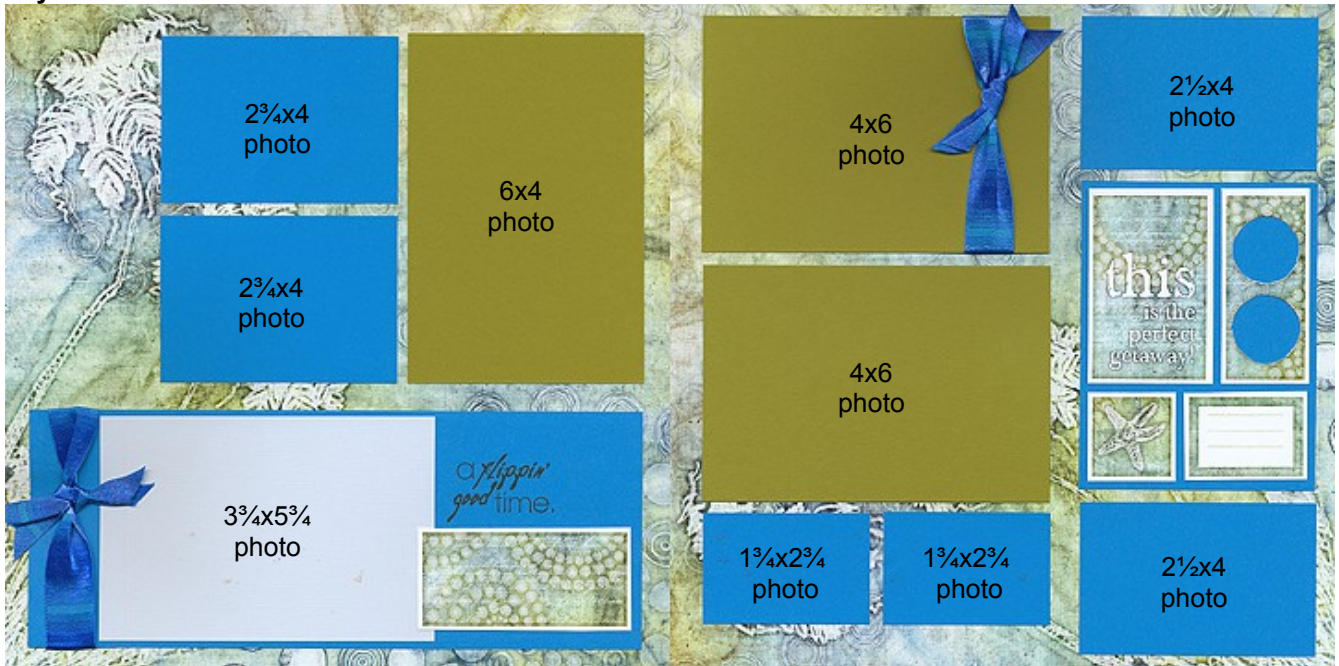 2¾x4
photo
2¾x4
photo
6x4
photo
a flippin'
good time.
3¾x5¾
photo
4x6
photo
4x6
photo
1¾x2¾
photo
1¾x2¾
photo
2½x4
photo
this
is the
perfect
getaway!
2½x4
photo